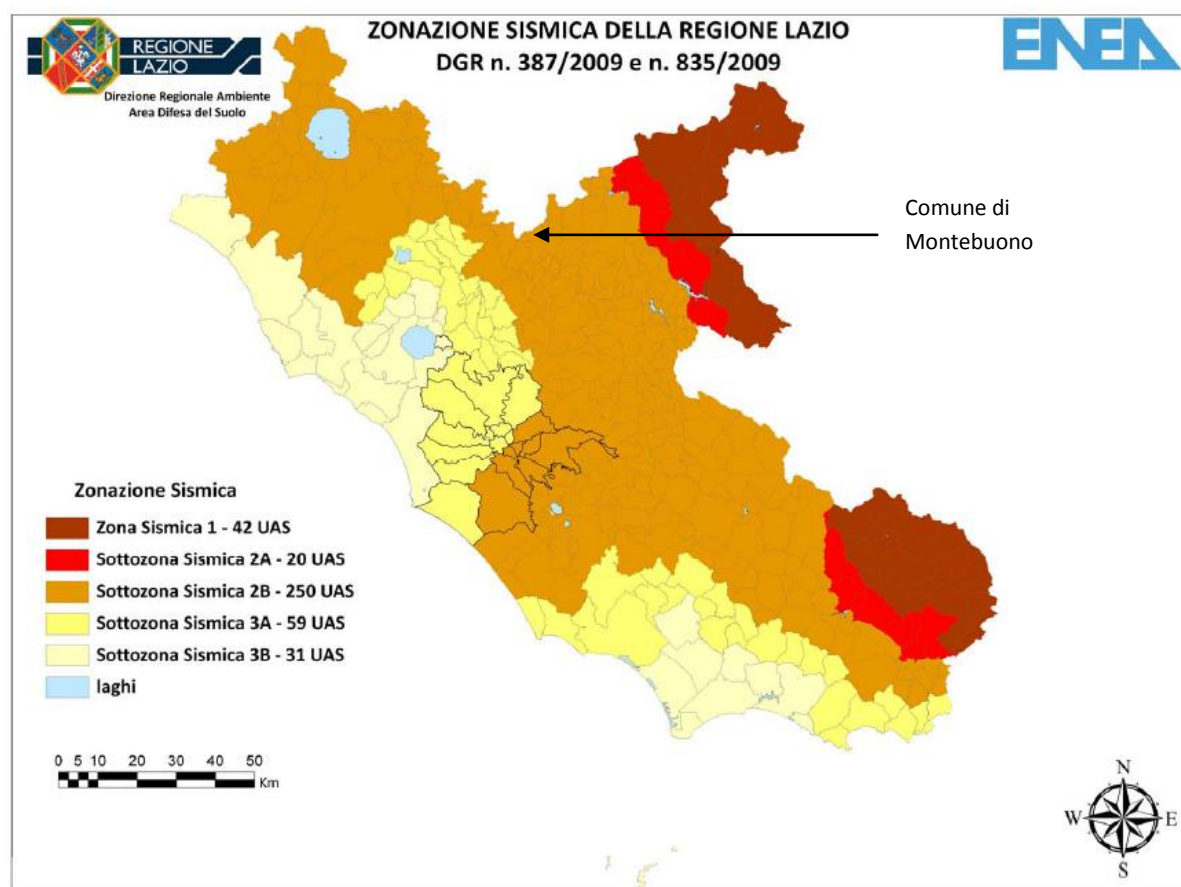 ZONAZIONE SISMICA DELLA REGIONE LAZIO
DGR n. 387/2009 e n. 835/2009
REGIONE
LAZIO
Direzione Regionale Ambiente
Area Difesa del Suolo
ENEA
Comune di
Montebuono
Zonazione Sismica
Zona Sismica 1 - 42 UAS
Sottozona Sismica 2A - 20 UAS
Sottozona Sismica 2B - 250 UAS
Sottozona Sismica 3A - 59 UAS
Sottozona Sismica 3B - 31 UAS
laghi
0 5 10 20 30 40 50
Km
N
W E
S